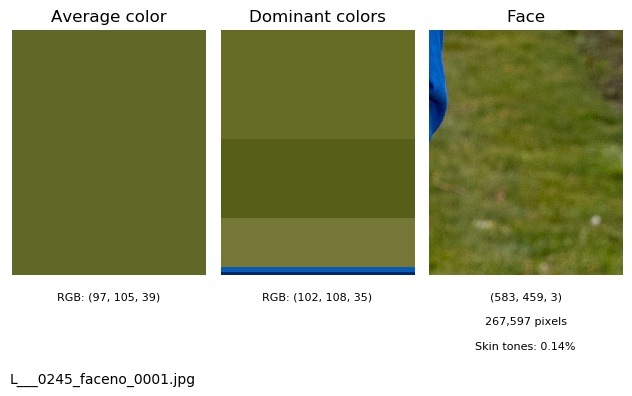 Average color
Dominant colors
Face
RGB: (97, 105, 39)
RGB: (102, 108, 35)
(583, 459, 3)
267,597 pixels
Skin tones: 0.14%
L___0245_faceno_0001.jpg